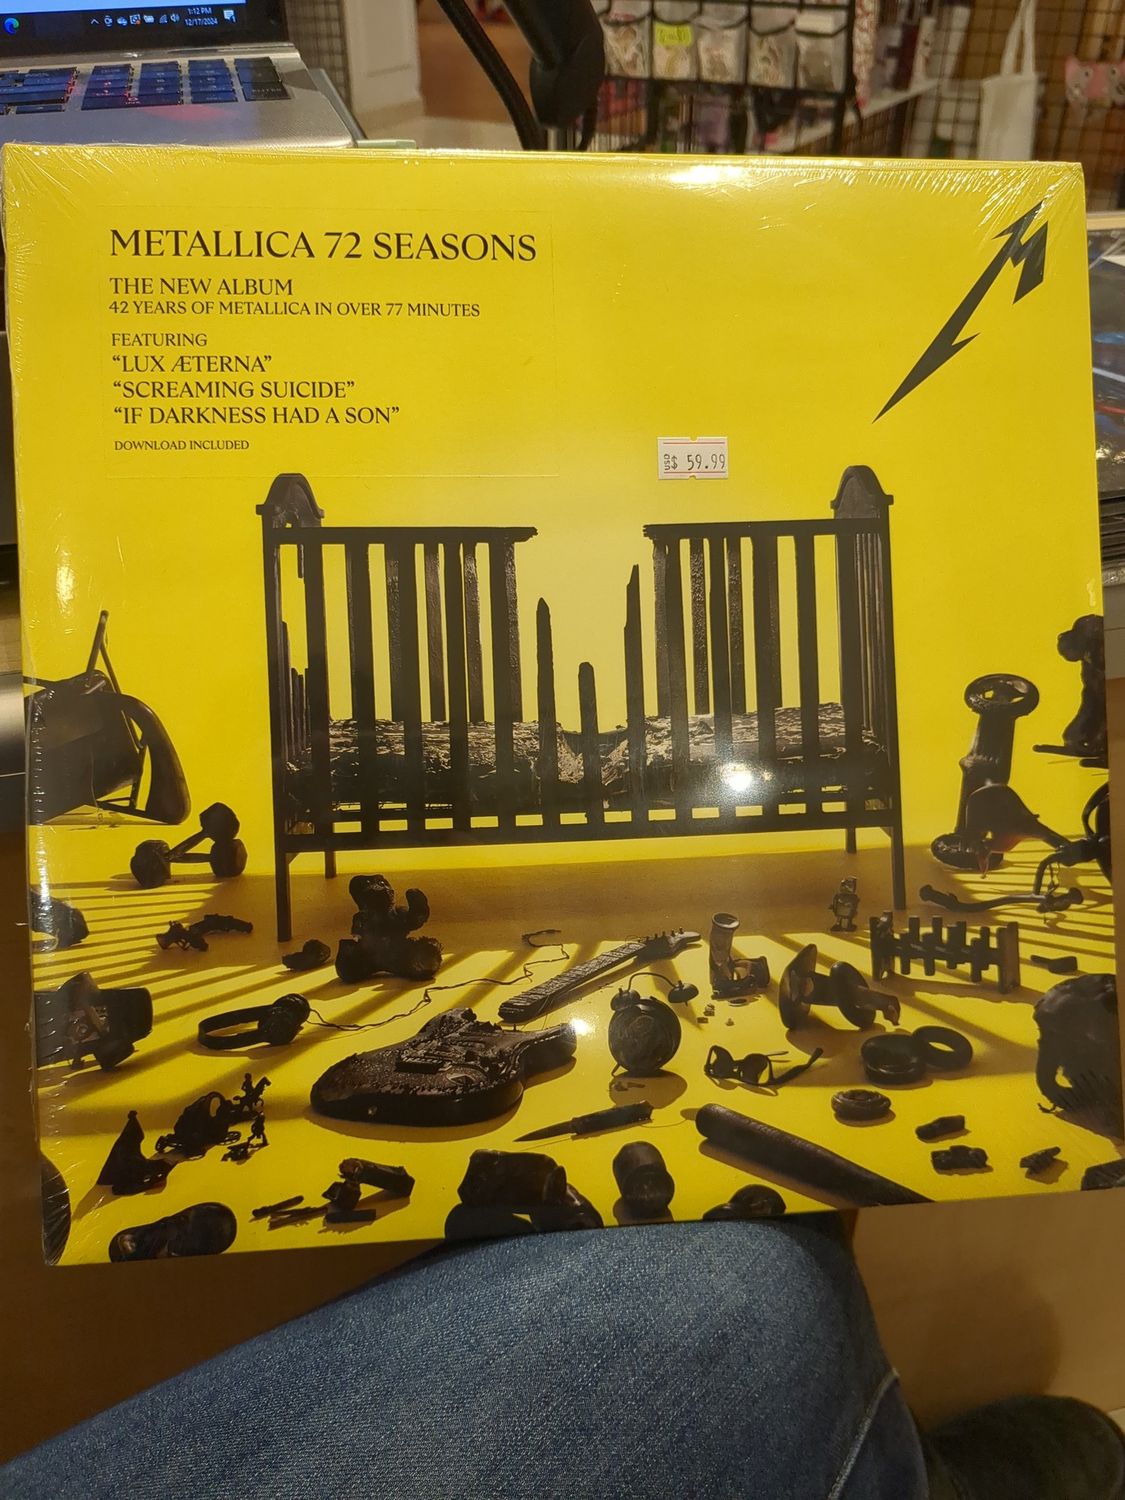 1:12 PM
12/17/2024
METALLICA 72 SEASONS
THE NEW ALBUM
42 YEARS OF METALLICA IN OVER 77 MINUTES
FEATURING
“LUX ÆTERNA”
“SCREAMING SUICIDE”
“IF DARKNESS HAD A SON”
DOWNLOAD INCLUDED
USD $ 59.99
M